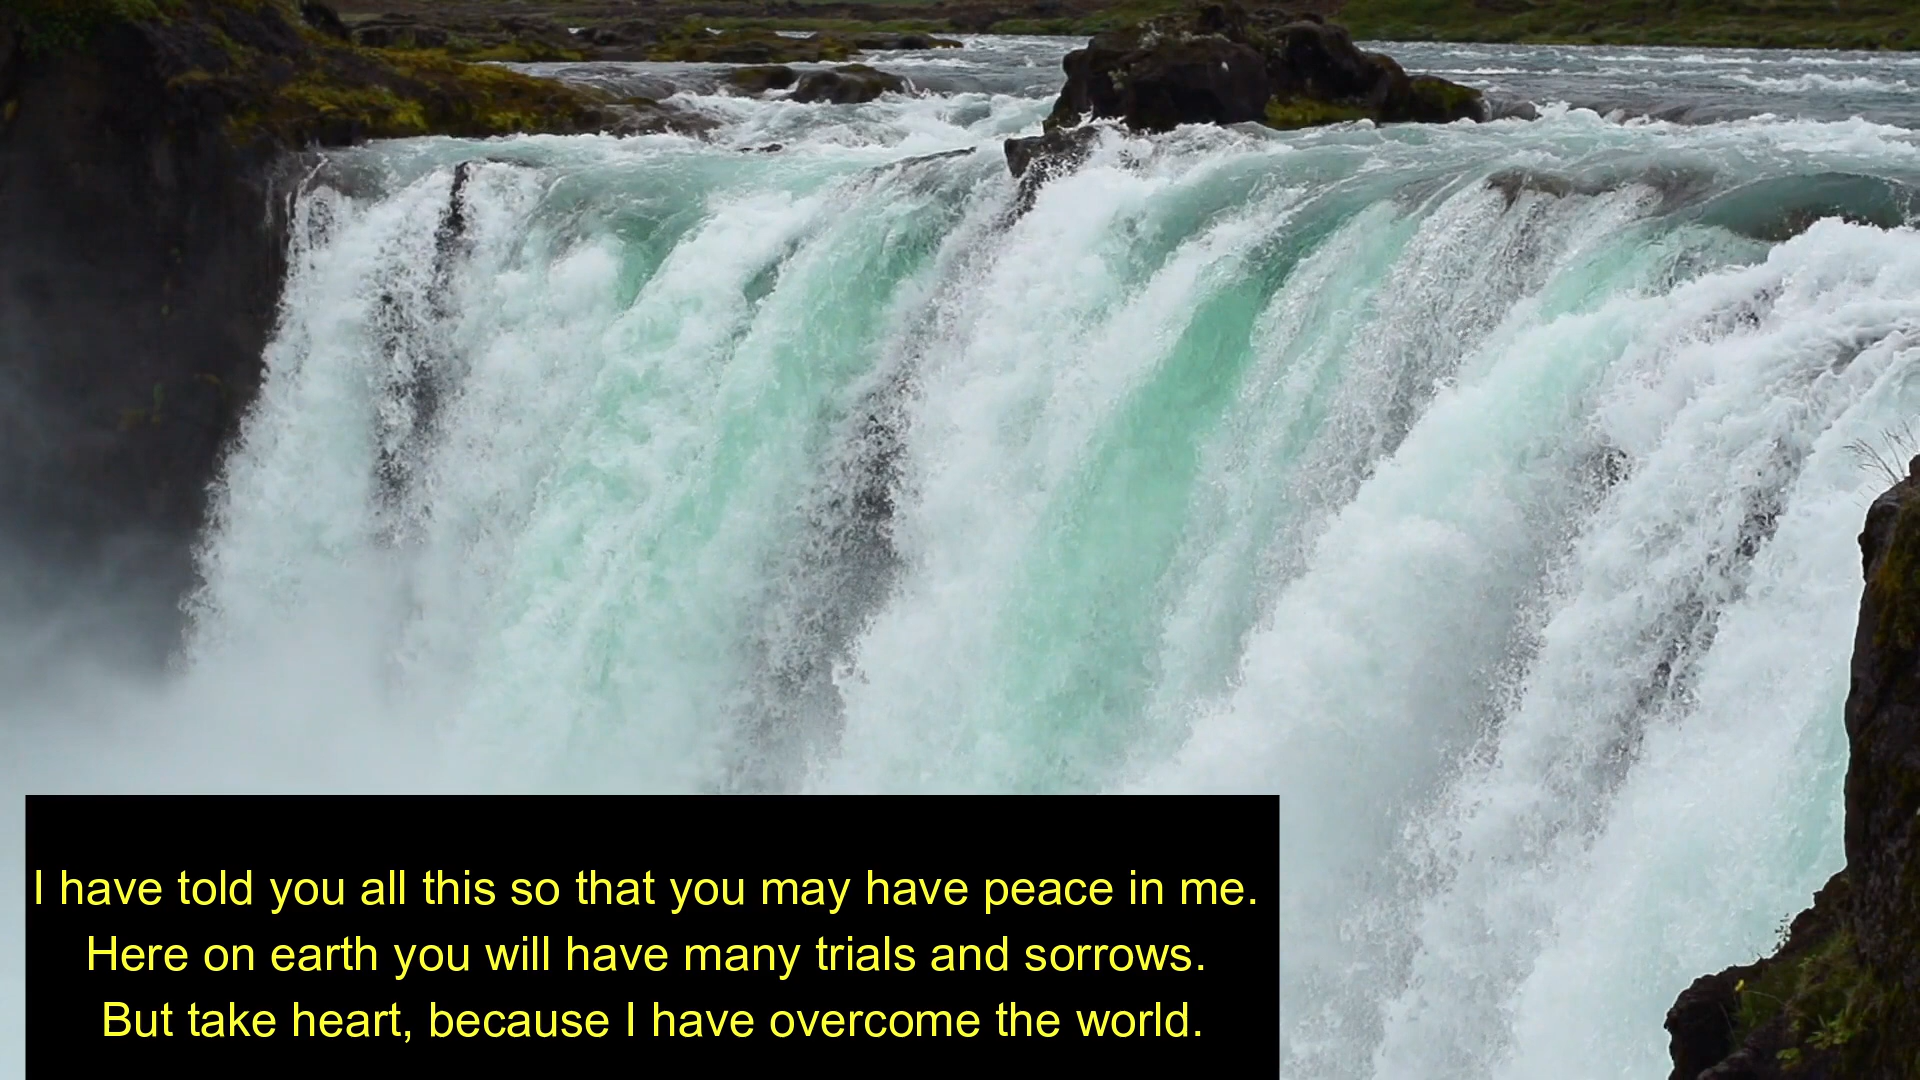 I have told you all this so that you may have peace in me.
Here on earth you will have many trials and sorrows.
But take heart, because I have overcome the world.